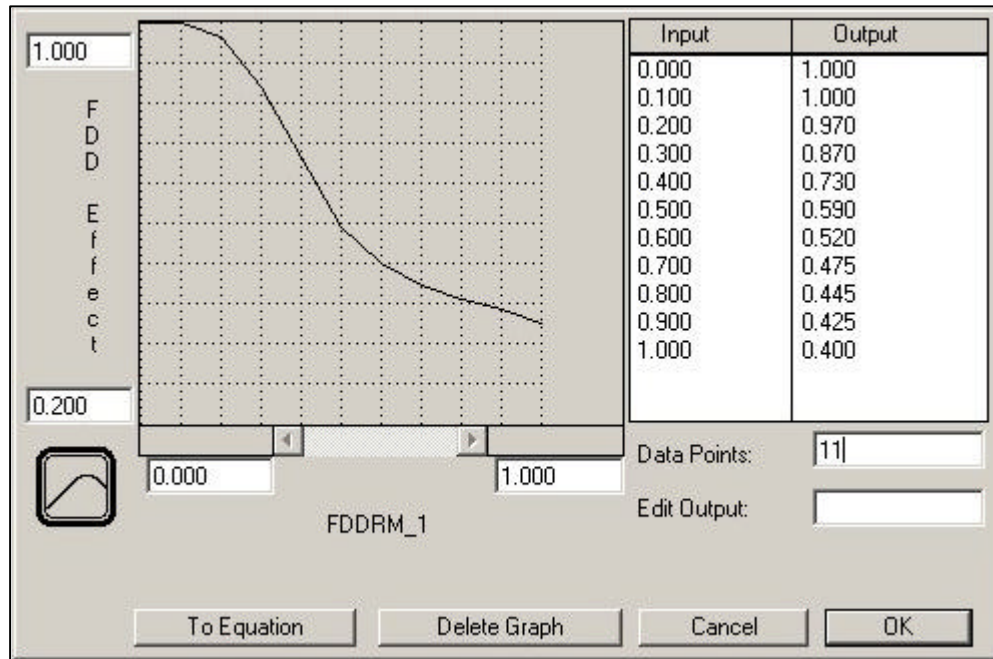 1.000
FDD Effect
0.200
0.000
1.000
FDDRM_1
Input Output
0.000 1.000
0.100 1.000
0.200 0.970
0.300 0.870
0.400 0.730
0.500 0.590
0.600 0.520
0.700 0.475
0.800 0.445
0.900 0.425
1.000 0.400
Data Points: 11
Edit Output:
To Equation
Delete Graph
Cancel
OK